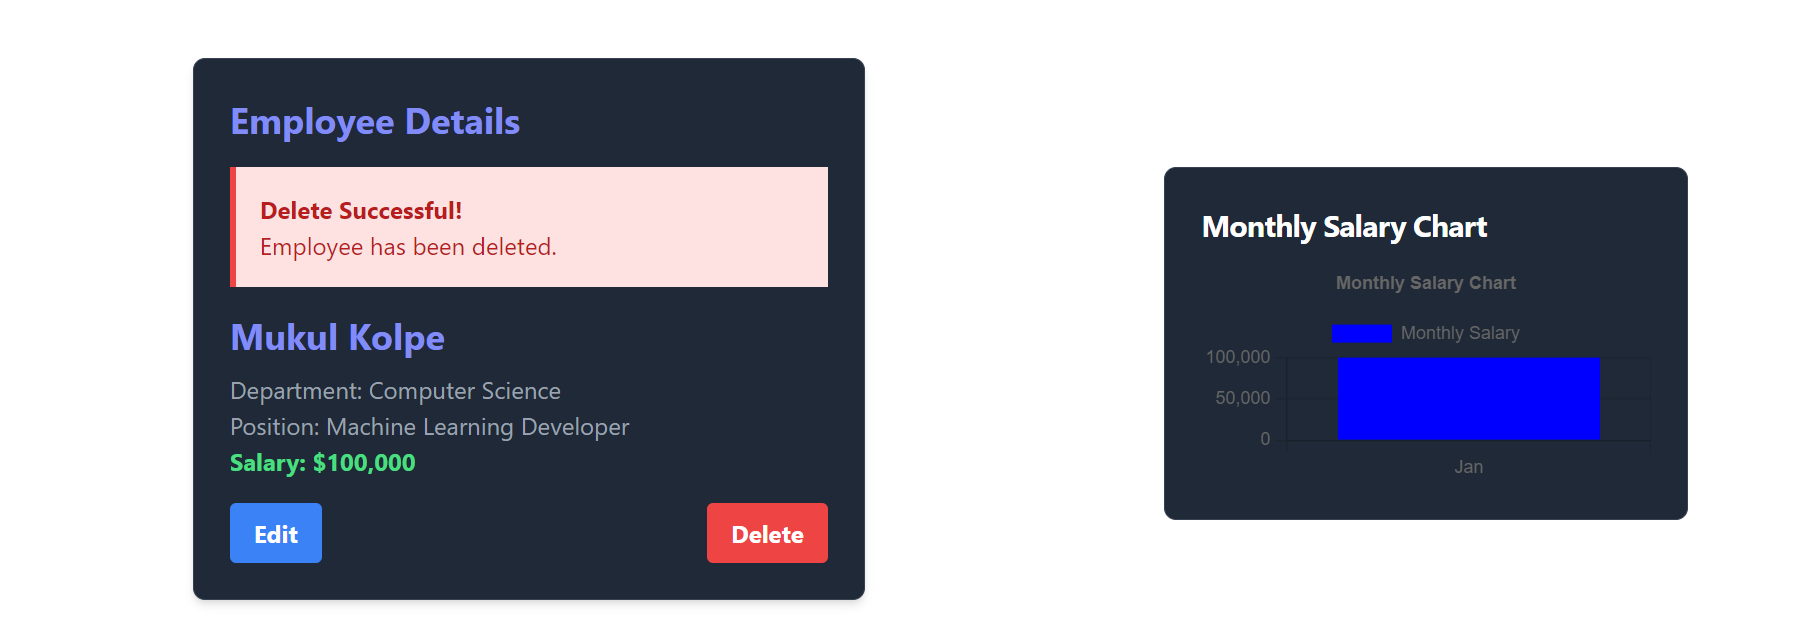 Employee Details
Delete Successful!
Employee has been deleted.
Mukul Kolpe
Department: Computer Science
Position: Machine Learning Developer
Salary: $100,000
Edit
Delete
Monthly Salary Chart
Monthly Salary Chart
Monthly Salary
100,000
50,000
0
Jan